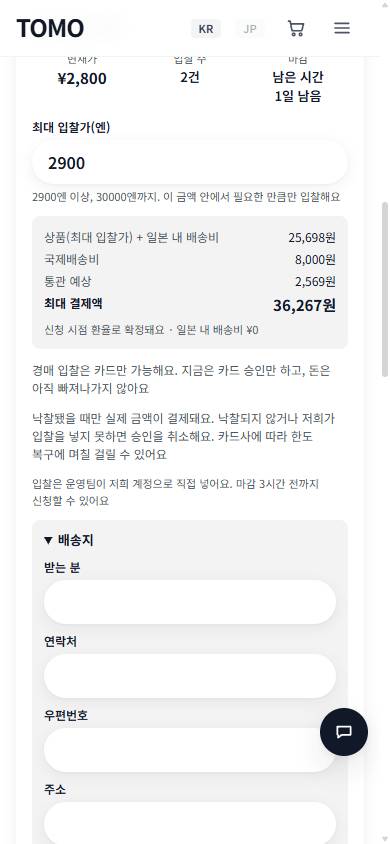 TOMO
KR
JP
현재가
입찰 수
마감
¥2,800
2건
남은 시간
1일 남음
최대 입찰가(엔)
2900
2900엔 이상, 30000엔까지. 이 금액 안에서 필요한 만큼만 입찰해요
상품(최대 입찰가) + 일본 내 배송비
25,698원
국제배송비
8,000원
통관 예상
2,569원
최대 결제액
36,267원
신청 시점 환율로 확정돼요 · 일본 내 배송비 ¥0
경매 입찰은 카드만 가능해요. 지금은 카드 승인만 하고, 돈은
아직 빠져나가지 않아요
낙찰됐을 때만 실제 금액이 결제돼요. 낙찰되지 않거나 저희가
입찰을 넣지 못하면 승인을 취소해요. 카드사에 따라 한도
복구에 며칠 걸릴 수 있어요
입찰은 운영팀이 저희 계정으로 직접 넣어요. 마감 3시간 전까지
신청할 수 있어요
▼ 배송지
받는 분
연락처
우편번호
주소